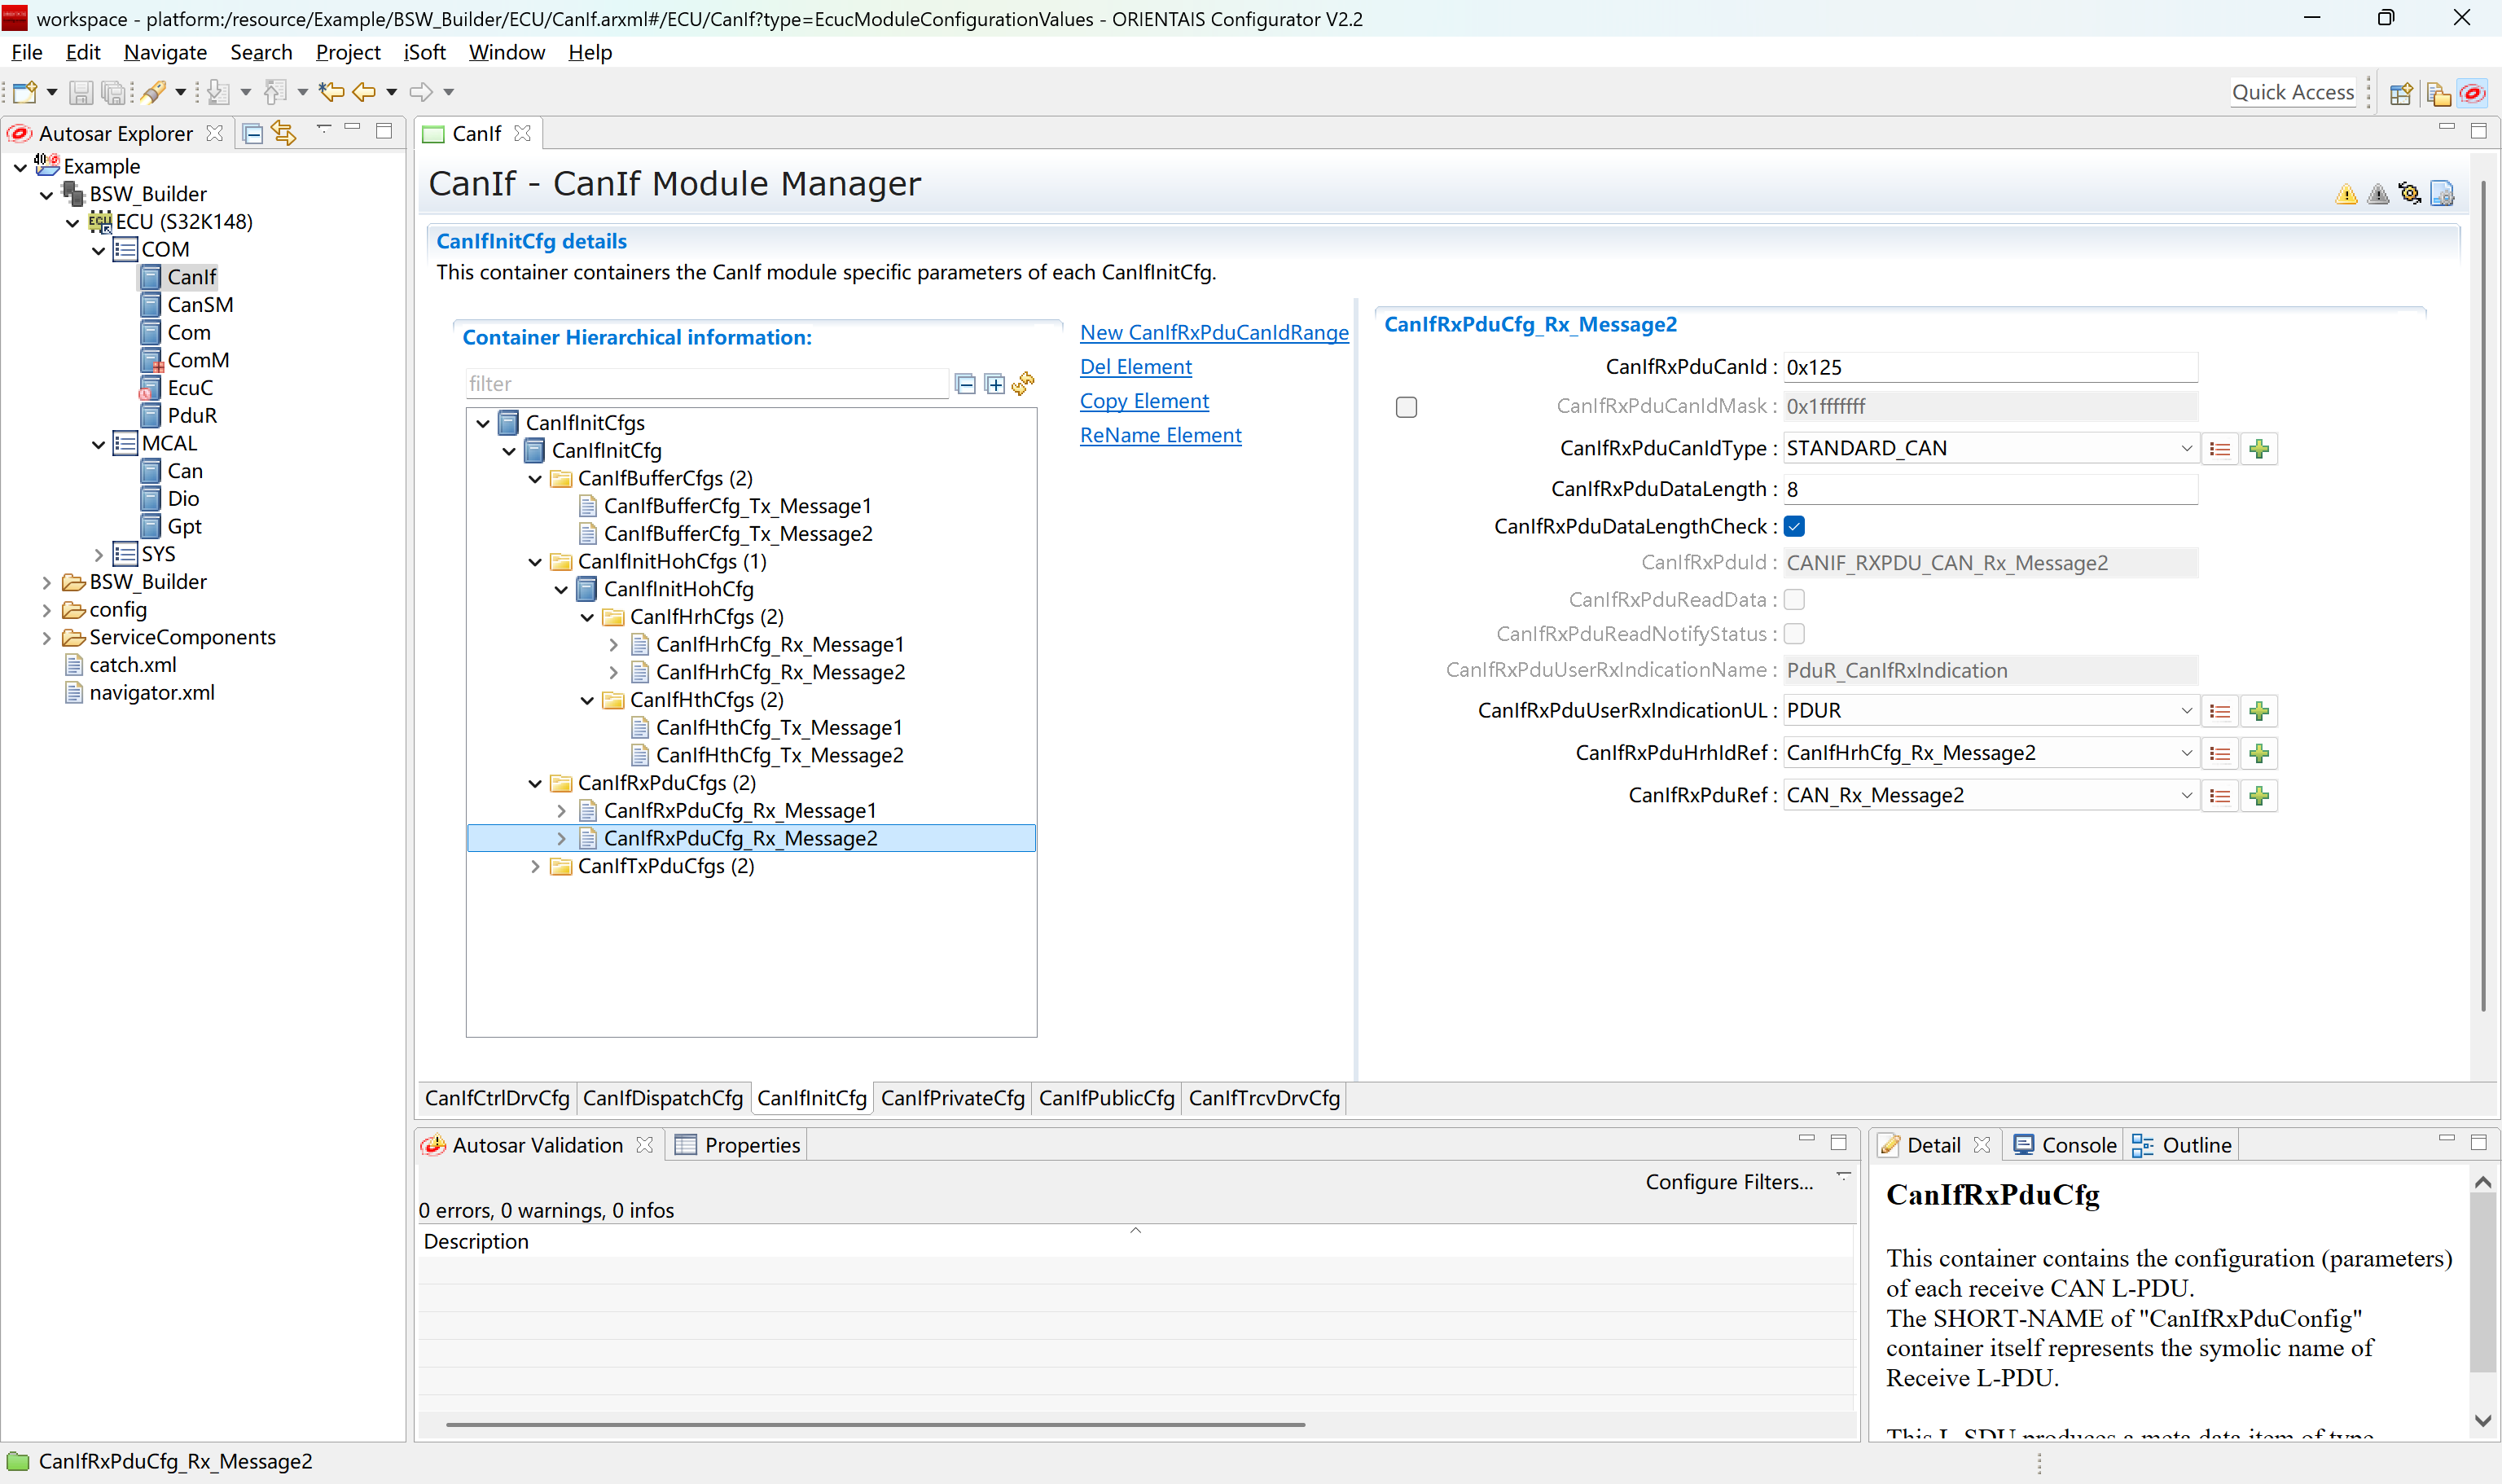 workspace - platform:/resource/Example/BSW_Builder/ECU/CanIf.arxml#/ECU/CanIf?type=EcucModuleConfigurationValues - ORIENTAIS Configurator V2.2
File Edit Navigate Search Project iSoft Window Help
Quick Access
Autosar Explorer
Example
BSW_Builder
ECU (S32K148)
COM
CanIf
CanSM
Com
ComM
EcuC
PduR
MCAL
Can
Dio
Gpt
SYS
BSW_Builder
config
ServiceComponents
catch.xml
navigator.xml
CanIf
CanIf - CanIf Module Manager
CanIfInitCfg details
This container containers the CanIf module specific parameters of each CanIfInitCfg.
Container Hierarchical information:
filter
CanIfInitCfgs
CanIfInitCfg
CanIfBufferCfgs (2)
CanIfBufferCfg_Tx_Message1
CanIfBufferCfg_Tx_Message2
CanIfInitHohCfgs (1)
CanIfInitHohCfg
CanIfHrhCfgs (2)
CanIfHrhCfg_Rx_Message1
CanIfHrhCfg_Rx_Message2
CanIfHthCfgs (2)
CanIfHthCfg_Tx_Message1
CanIfHthCfg_Tx_Message2
CanIfRxPduCfgs (2)
CanIfRxPduCfg_Rx_Message1
CanIfRxPduCfg_Rx_Message2
CanIfTxPduCfgs (2)
New CanIfRxPduCanIdRange
Del Element
Copy Element
ReName Element
CanIfRxPduCfg_Rx_Message2
CanIfRxPduCanId : 0x125
CanIfRxPduCanIdMask : 0x1fffffff
CanIfRxPduCanIdType : STANDARD_CAN
CanIfRxPduDataLength : 8
CanIfRxPduDataLengthCheck :
CanIfRxPduId : CANIF_RXPDU_CAN_Rx_Message2
CanIfRxPduReadData :
CanIfRxPduReadNotifyStatus :
CanIfRxPduUserRxIndicationName : PduR_CanIfRxIndication
CanIfRxPduUserRxIndicationUL : PDUR
CanIfRxPduHrhIdRef : CanIfHrhCfg_Rx_Message2
CanIfRxPduRef : CAN_Rx_Message2
CanIfCtrlDrvCfg CanIfDispatchCfg CanIfInitCfg CanIfPrivateCfg CanIfPublicCfg CanIfTrcvDrvCfg
Autosar Validation Properties
Configure Filters...
0 errors, 0 warnings, 0 infos
Description
Detail Console Outline
CanIfRxPduCfg
This container contains the configuration (parameters)
of each receive CAN L-PDU.
The SHORT-NAME of "CanIfRxPduConfig"
container itself represents the symolic name of
Receive L-PDU.
This L-SDU produces a meta data item of type
CanIfRxPduCfg_Rx_Message2